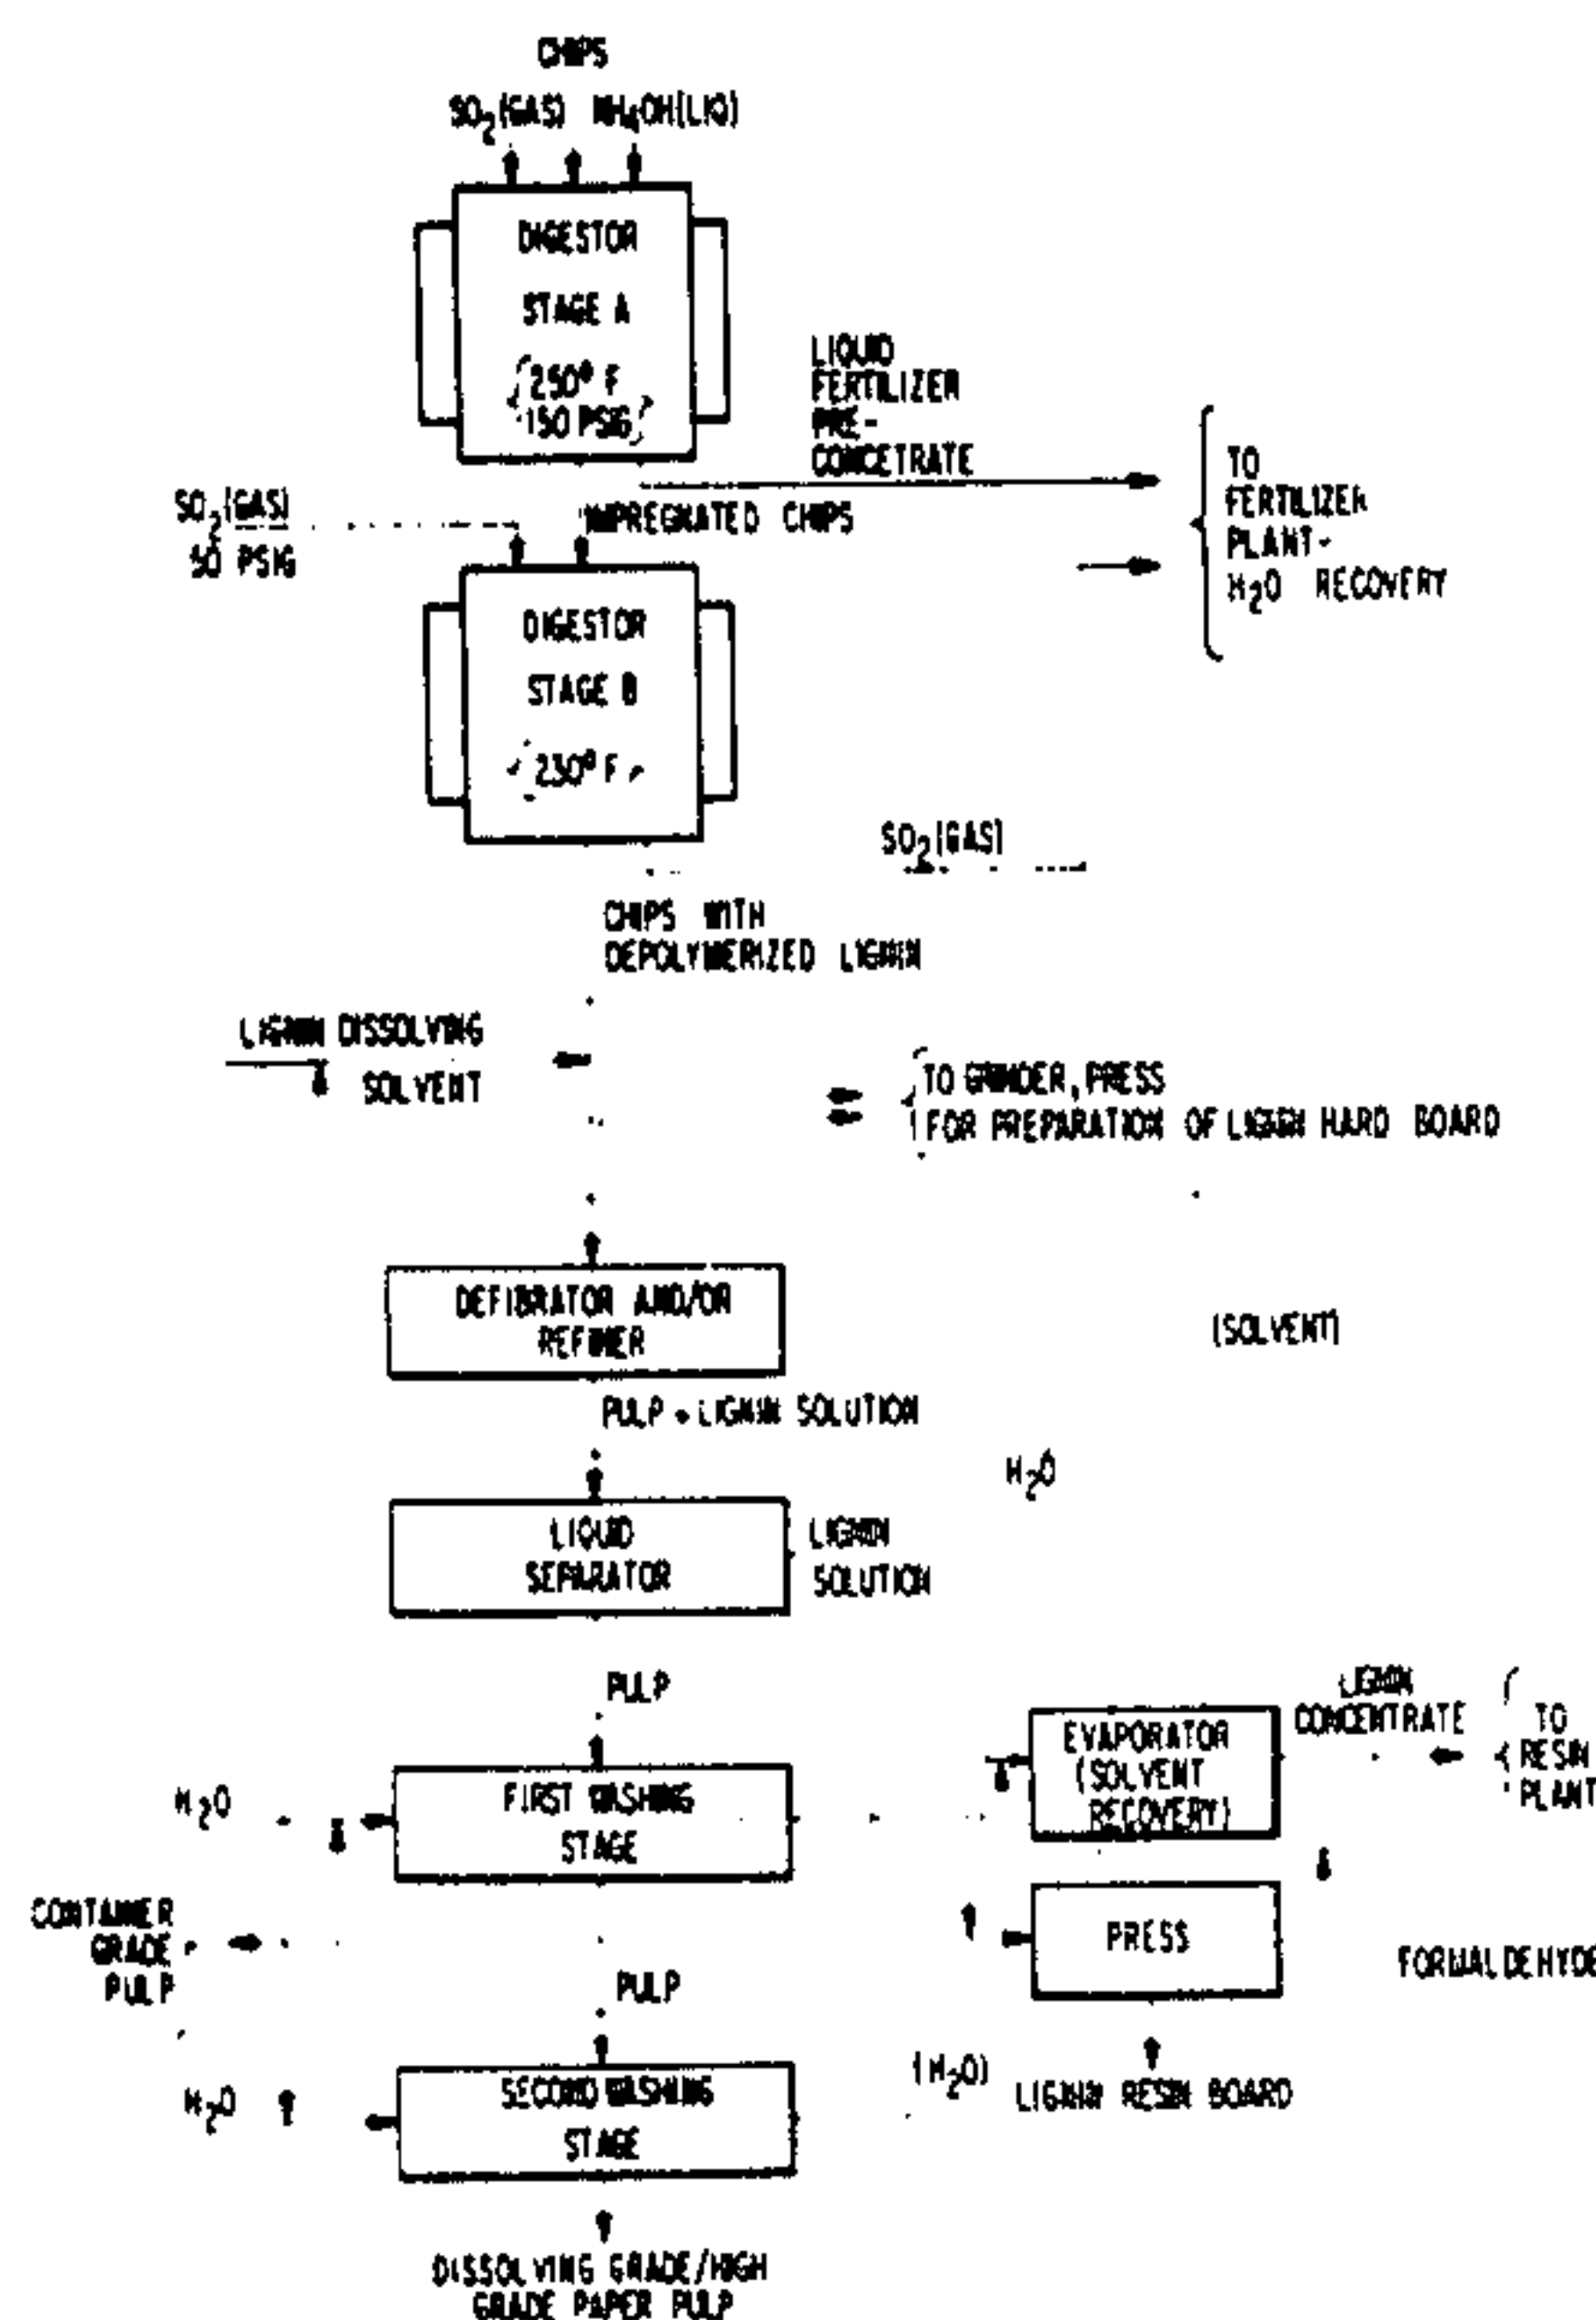 CHIPS
SO2(GAS) NH4OH(LIQ)
DIGESTOR
STAGE A
250° F
150 PSIG
LIQUID
FERTILIZER
PRE-
CONCETRATE
TO
FERTILIZER
PLANT-
H2O RECOVERY
SO2(GAS)
50 PSIG
IMPREGNATED CHIPS
DIGESTOR
STAGE B
230° F
SO2(GAS)
CHIPS WITH
DEPOLYMERIZED LIGNIN
LIGNIN DISSOLVING
SOLVENT
TO GRINDER, PRESS
FOR PREPARATION OF LIGNIN HARD BOARD
DEFIBRATOR AND/OR
REFINER
(SOLVENT)
PULP + LIGNIN SOLUTION
H2O
LIQUID
SEPARATOR
LIGNIN
SOLUTION
PULP
EVAPORATOR
(SOLVENT
RECOVERY)
LIGNIN
CONCENTRATE
TO
RESIN
PLANT
H2O
FIRST WASHING
STAGE
CONTAINER
GRADE
PULP
PULP
PRESS
FORMALDEHYDE
H2O
SECOND WASHING
STAGE
(H2O)
LIGNIN RESIN BOARD
DISSOLVING GRADE/HIGH
GRADE PAPER PULP